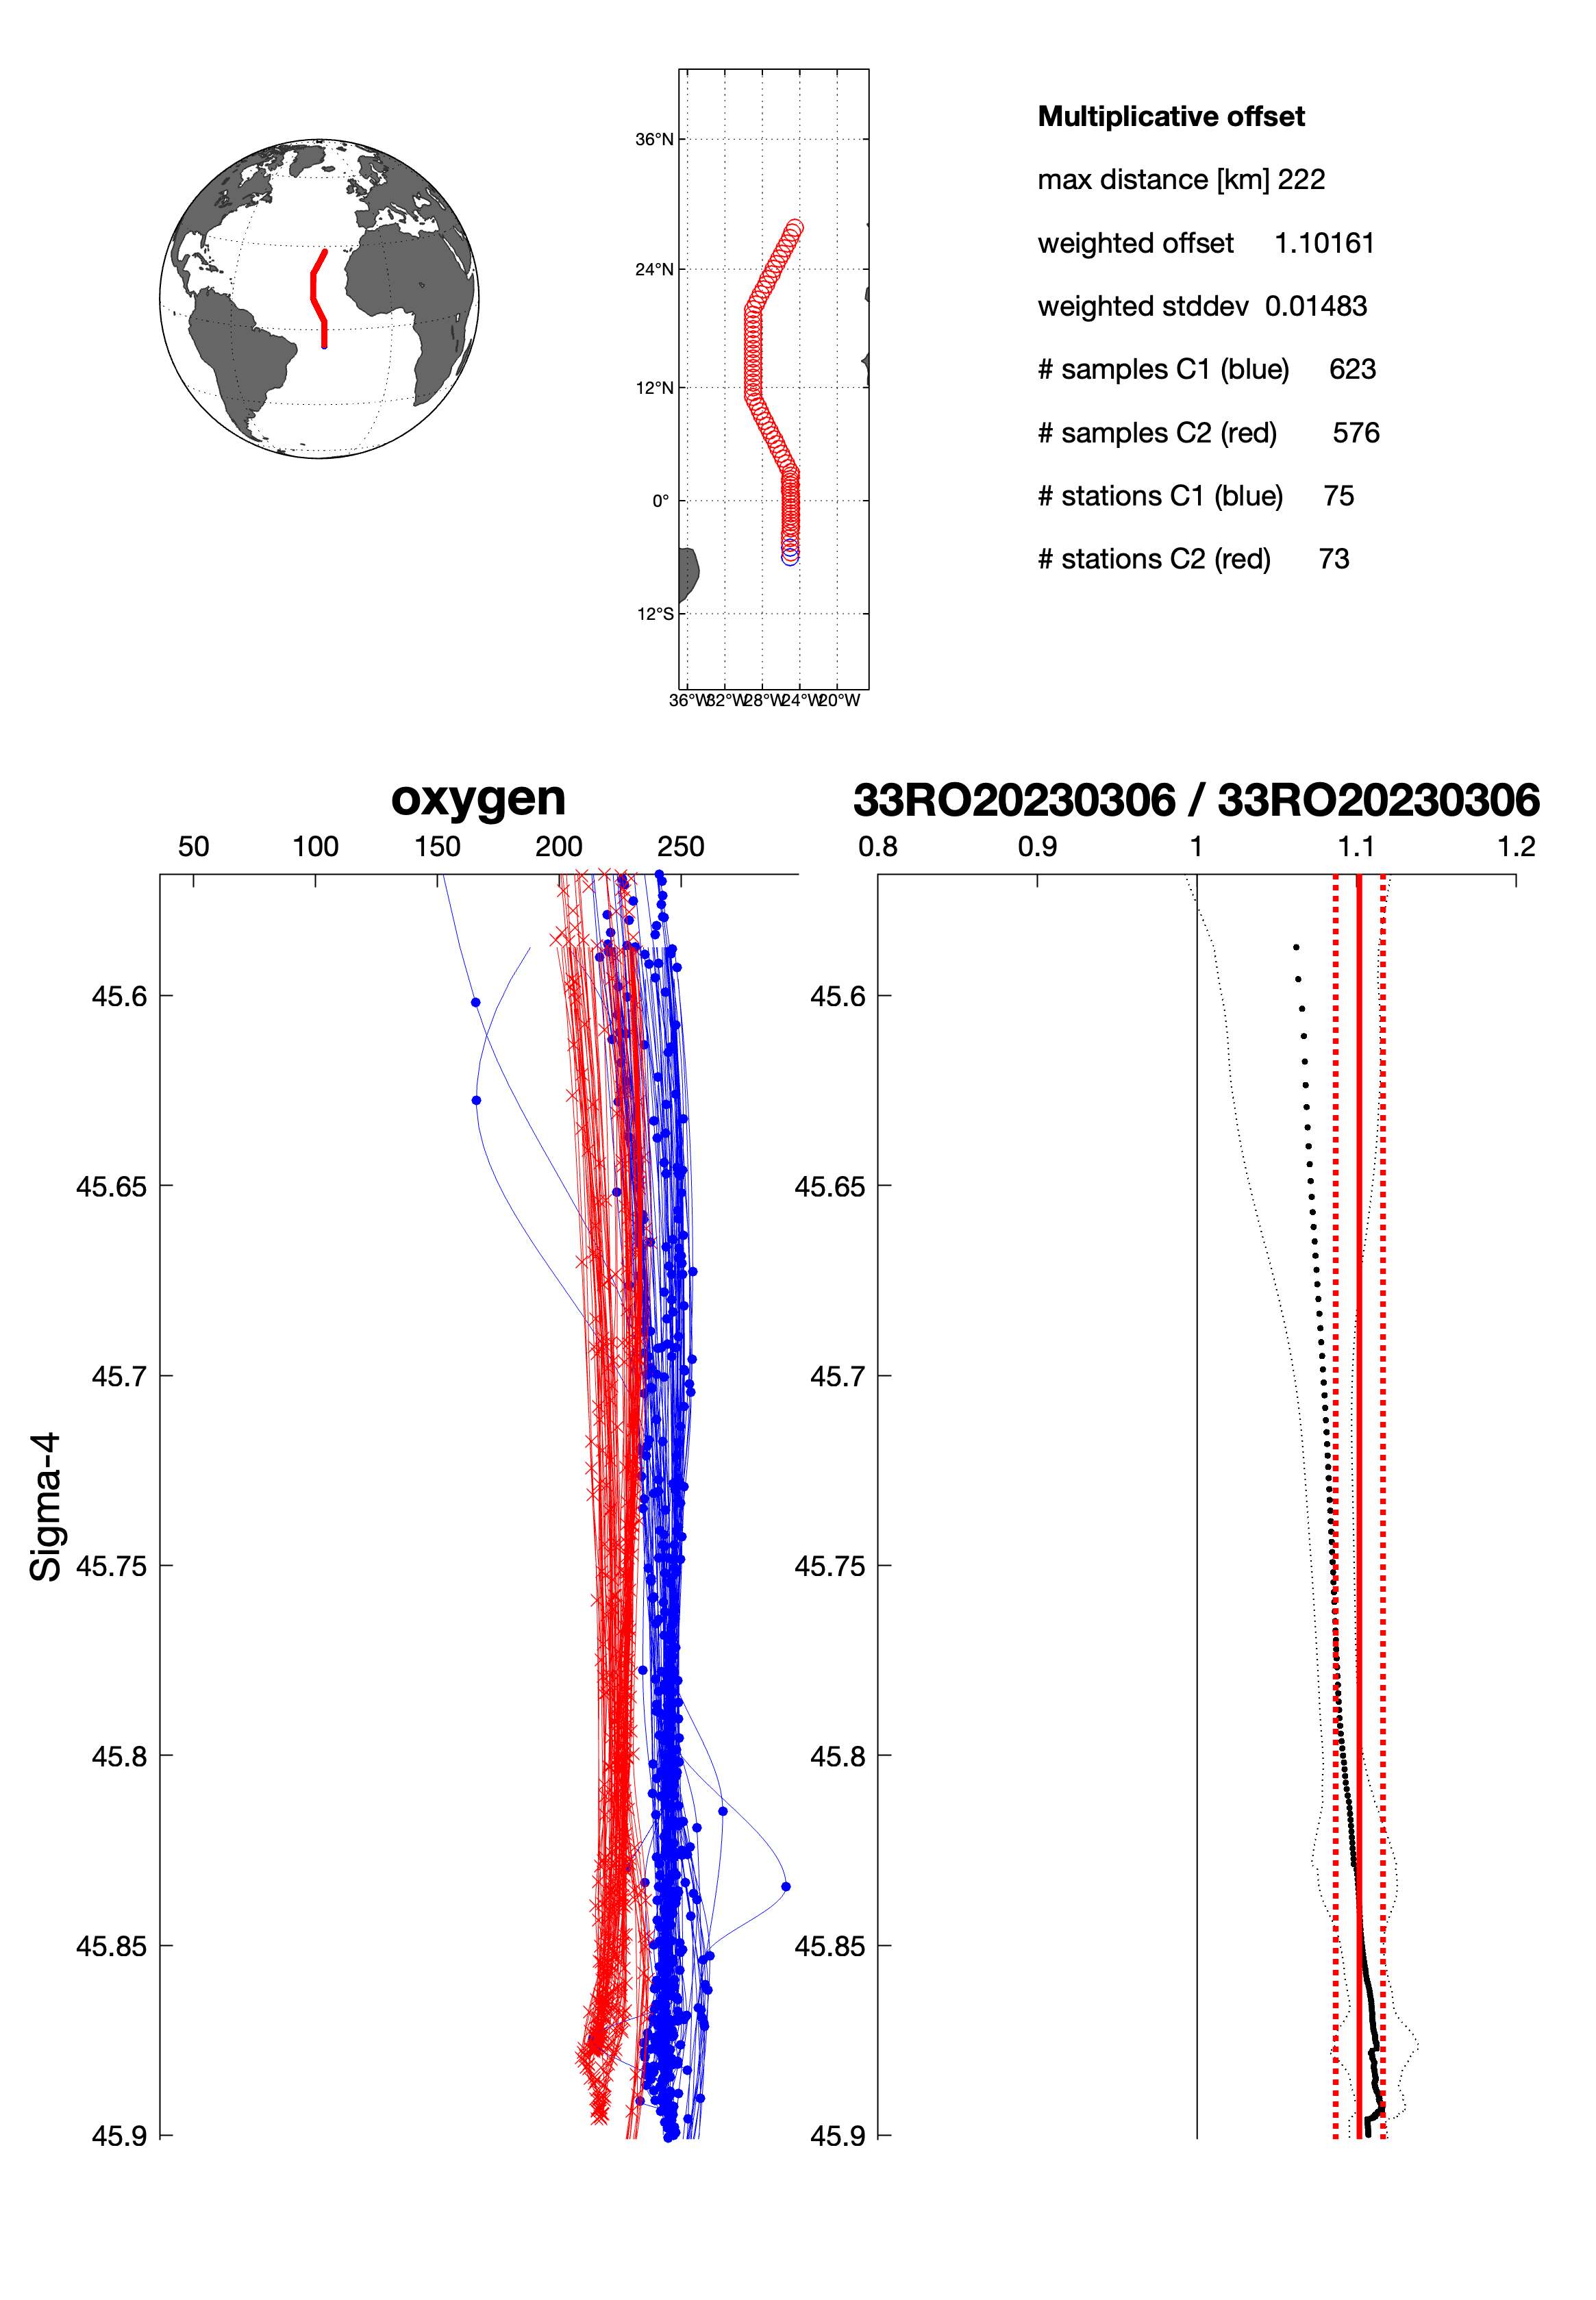 Multiplicative offset
max distance [km] 222
weighted offset 1.10161
weighted stddev 0.01483
# samples C1 (blue) 623
# samples C2 (red) 576
# stations C1 (blue) 75
# stations C2 (red) 73
36°N
24°N
12°N
0°
12°S
36°W 32°W 28°W 24°W 20°W
oxygen
50 100 150 200 250
Sigma-4
45.6
45.65
45.7
45.75
45.8
45.85
45.9
33RO20230306 / 33RO20230306
0.8 0.9 1 1.1 1.2
45.6
45.65
45.7
45.75
45.8
45.85
45.9